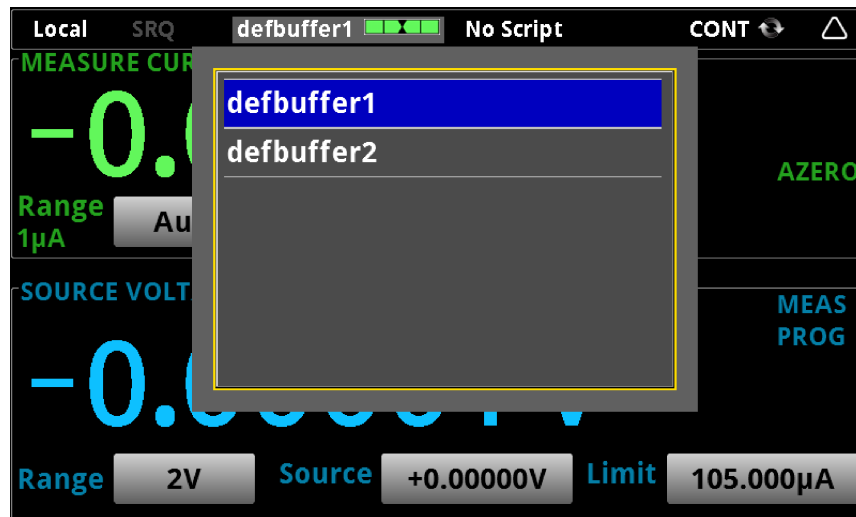 Local SRQ defbuffer1 No Script CONT
MEASURE CUR
defbuffer1
-0.
defbuffer2
AZERO
Range Au
1µA
SOURCE VOLT
MEAS
PROG
Range 2V Source +0.00000V Limit 105.000µA